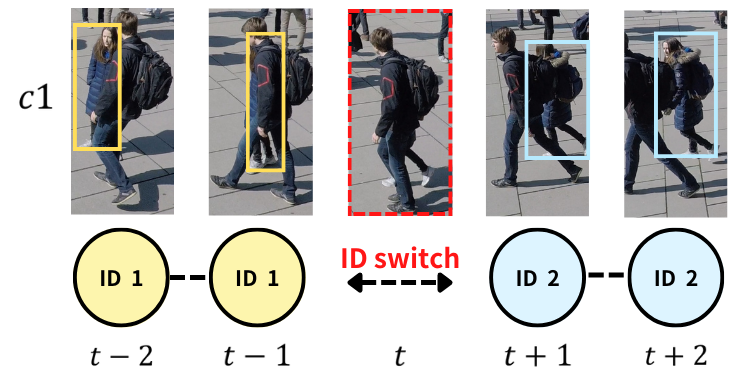 c1
ID switch
ID 1
ID 1
ID 2
ID 2
t − 2
t − 1
t
t + 1
t + 2